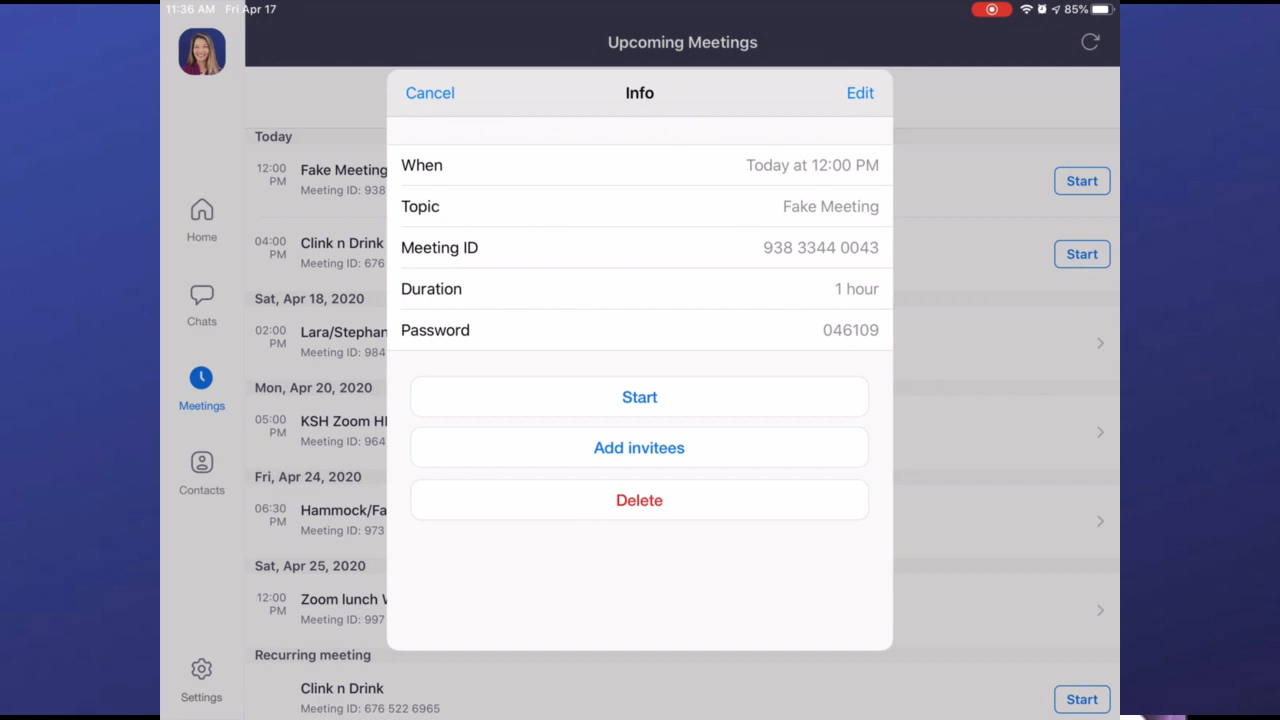 11:36 AM Fri Apr 17
85%
Upcoming Meetings
Cancel
Info
Edit
When
Today at 12:00 PM
Topic
Fake Meeting
Meeting ID
938 3344 0043
Duration
1 hour
Password
046109
Start
Add invitees
Delete
Home
Chats
Meetings
Contacts
Settings
Today
12:00 PM
Fake Meeting
Meeting ID: 938
Start
04:00 PM
Clink n Drink
Meeting ID: 676
Start
Sat, Apr 18, 2020
02:00 PM
Lara/Stephan
Meeting ID: 984
Mon, Apr 20, 2020
05:00 PM
KSH Zoom H
Meeting ID: 964
Fri, Apr 24, 2020
06:30 PM
Hammock/Fa
Meeting ID: 973
Sat, Apr 25, 2020
12:00 PM
Zoom lunch
Meeting ID: 997
Recurring meeting
Clink n Drink
Meeting ID: 676 522 6965
Start